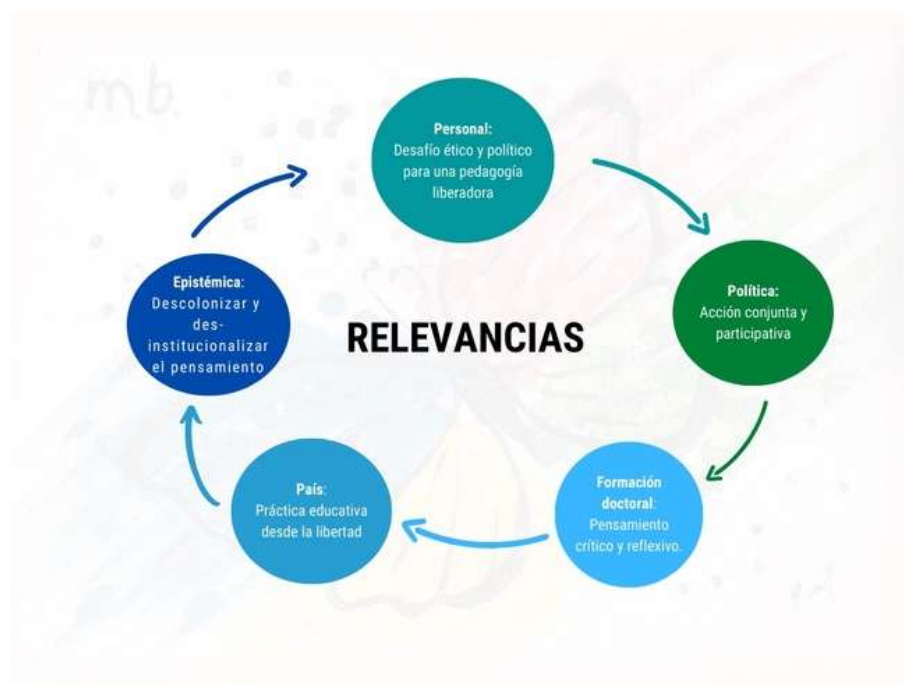 m.b.
Personal:
Desafío ético y político
para una pedagogía
liberadora
Política:
Acción conjunta y
participativa
Formación
doctoral:
Pensamiento
crítico y reflexivo.
País:
Práctica educativa
desde la libertad
Epistémica:
Descolonizar y
des-
institucionalizar
el pensamiento
RELEVANCIAS